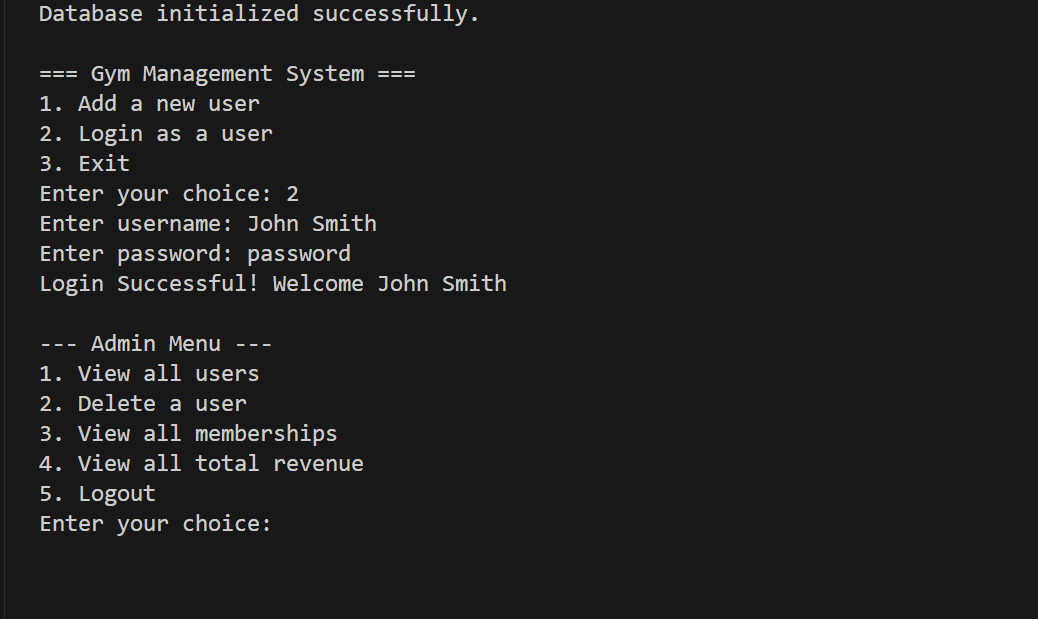 Database initialized successfully.
=== Gym Management System ===
1. Add a new user
2. Login as a user
3. Exit
Enter your choice: 2
Enter username: John Smith
Enter password: password
Login Successful! Welcome John Smith
--- Admin Menu ---
1. View all users
2. Delete a user
3. View all memberships
4. View all total revenue
5. Logout
Enter your choice: